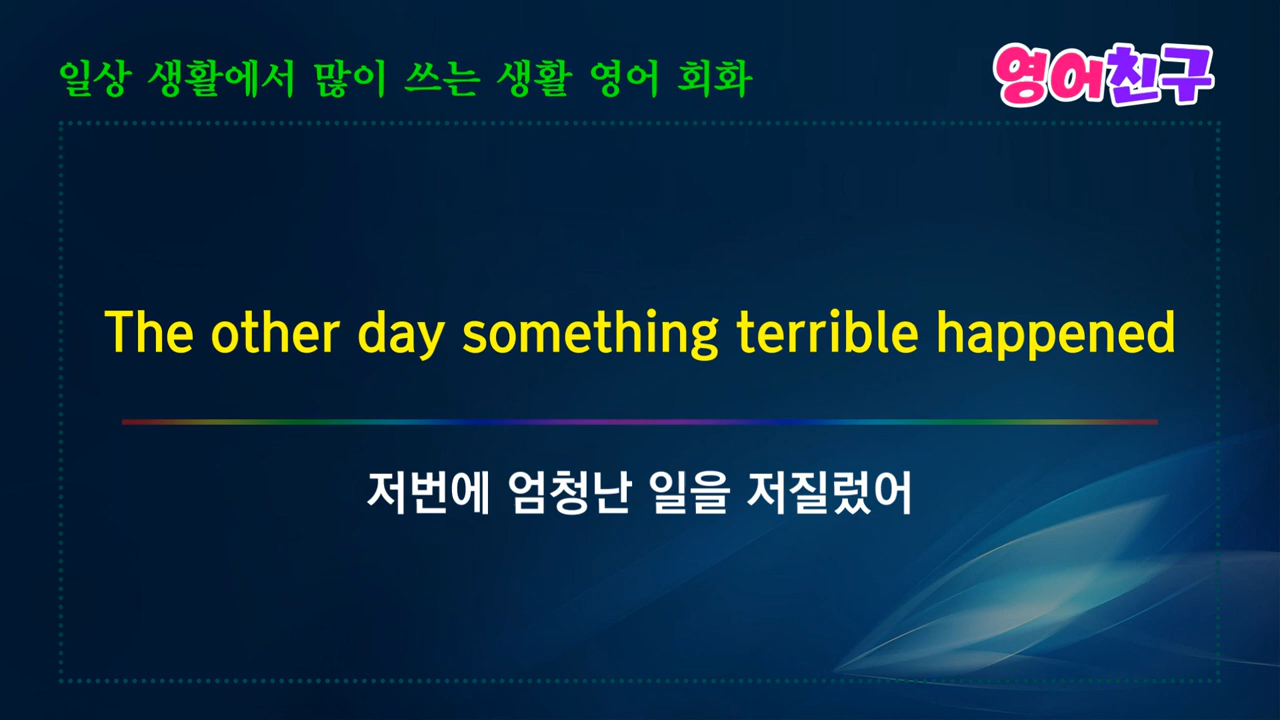 일상 생활에서 많이 쓰는 생활 영어 회화
영어친구
The other day something terrible happened
저번에 엄청난 일을 저질렀어